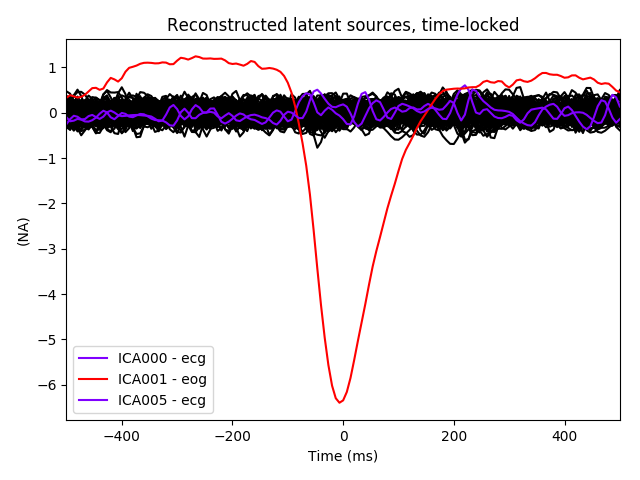 Reconstructed latent sources, time-locked
1
0
−1
−2
−3
−4
−5
−6
(NA)
ICA000 - ecg
ICA001 - eog
ICA005 - ecg
−400
−200
0
200
400
Time (ms)